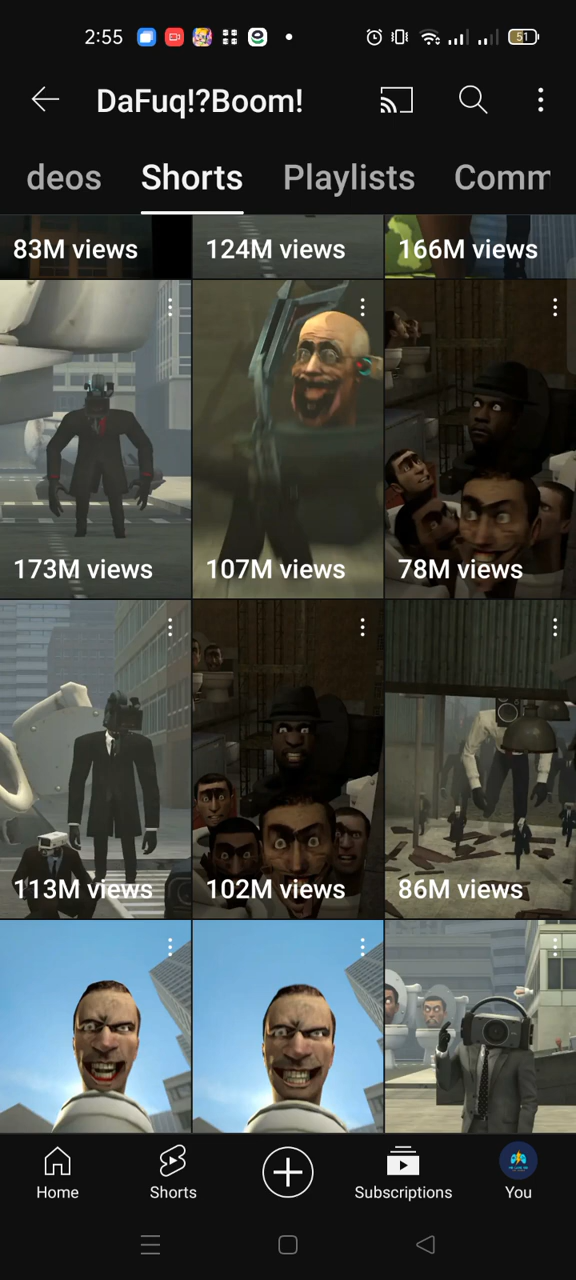 2:55
51
DaFuq!?Boom!
deos Shorts Playlists Comm
83M views 124M views 166M views
173M views 107M views 78M views
113M views 102M views 86M views
Home Shorts Subscriptions You